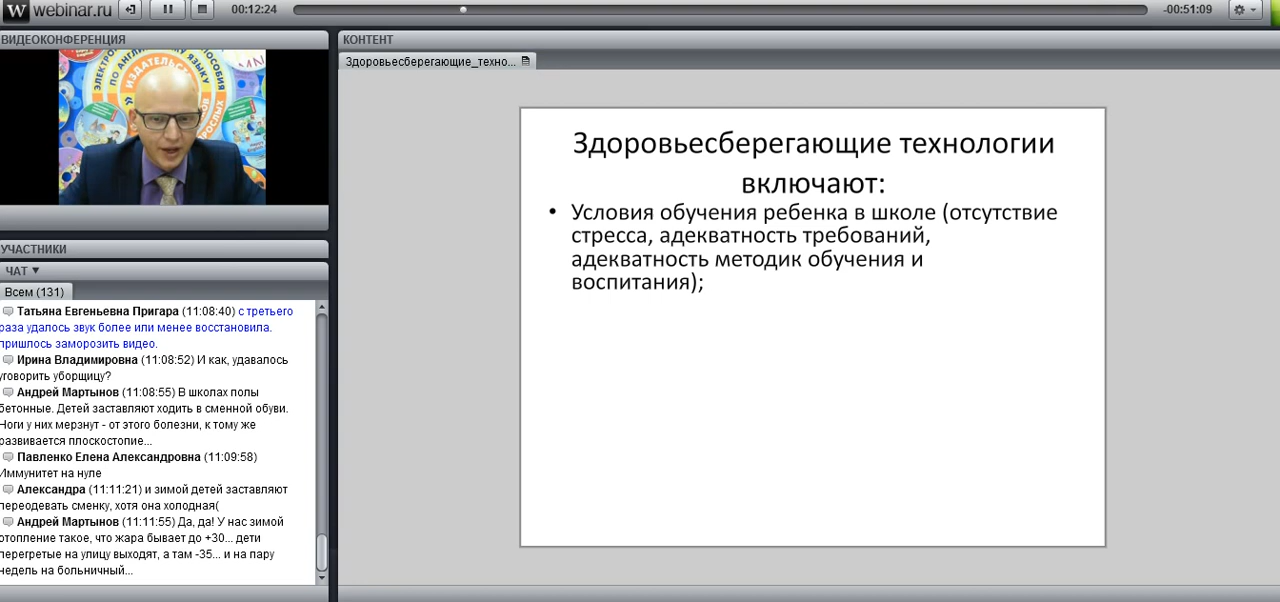 webinar.ru
00:12:24
-00:51:09
ВИДЕОКОНФЕРЕНЦИЯ
ЭЛЕКТРОН
ПО АНГЛИ
ЯЗЫКУ
ПОСОБИЯ
ИЗДАТЕЛЬС
УЧАСТНИКИ
ЧАТ
Всем (131)
Татьяна Евгеньевна Пригара (11:08:40) с третьего
раза удалось звук более или менее восстановила.
пришлось заморозить видео.
Ирина Владимировна (11:08:52) И как, удавалось
уговорить уборщицу?
Андрей Мартынов (11:08:55) В школах полы
бетонные. Детей заставляют ходить в сменной обуви.
Ноги у них мерзнут - от этого болезни, к тому же
развивается плоскостопие...
Павленко Елена Александровна (11:09:58)
Иммунитет на нуле
Александра (11:11:21) и зимой детей заставляют
переодевать сменку, хотя она холодная(
Андрей Мартынов (11:11:55) Да, да! У нас зимой
отопление такое, что жара бывает до +30... дети
перегретые на улицу выходят, а там -35... и на пару
недель на больничный...
КОНТЕНТ
Здоровьесберегающие_техно...
Здоровьесберегающие технологии
включают:
• Условия обучения ребенка в школе (отсутствие
стресса, адекватность требований,
адекватность методик обучения и
воспитания);